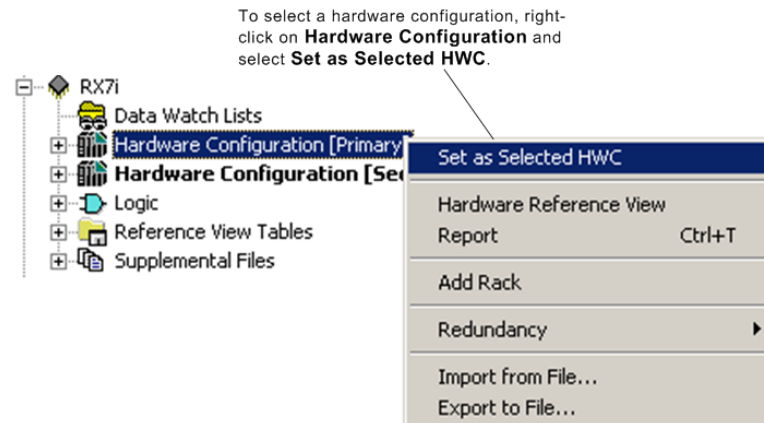 To select a hardware configuration, right-
click on Hardware Configuration and
select Set as Selected HWC.
RX7i
Data Watch Lists
Hardware Configuration [Primary
Hardware Configuration [Se
Logic
Reference View Tables
Supplemental Files
Set as Selected HWC
Hardware Reference View
Report Ctrl+T
Add Rack
Redundancy
Import from File...
Export to File...